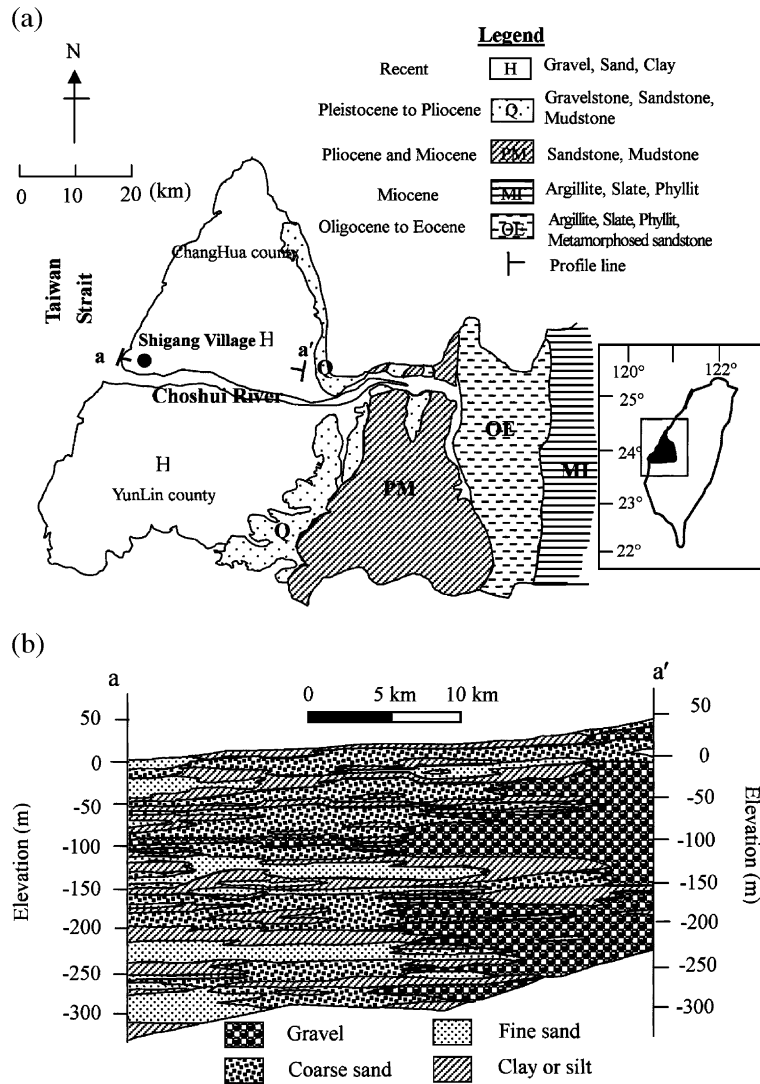 (a)
N
0 10 20 (km)
Legend
Recent H Gravel, Sand, Clay
Pleistocene to Pliocene Q Gravelstone, Sandstone,
Mudstone
Pliocene and Miocene PM Sandstone, Mudstone
Miocene MI Argillite, Slate, Phyllit
Oligocene to Eocene OE Argillite, Slate, Phyllit,
Metamorphosed sandstone
Profile line
ChangHua county
Taiwan
Strait
Shigang Village H
a
a'
Q
Choshui River
H
YunLin county
Q
PM
OE
MI
120° 122°
25°
24°
23°
22°
(b)
a a'
0 5 km 10 km
50 50
0 0
-50 -50
-100 -100
-150 -150
-200 -200
-250 -250
-300 -300
Elevation (m)
Elevation (m)
Gravel Fine sand
Coarse sand Clay or silt